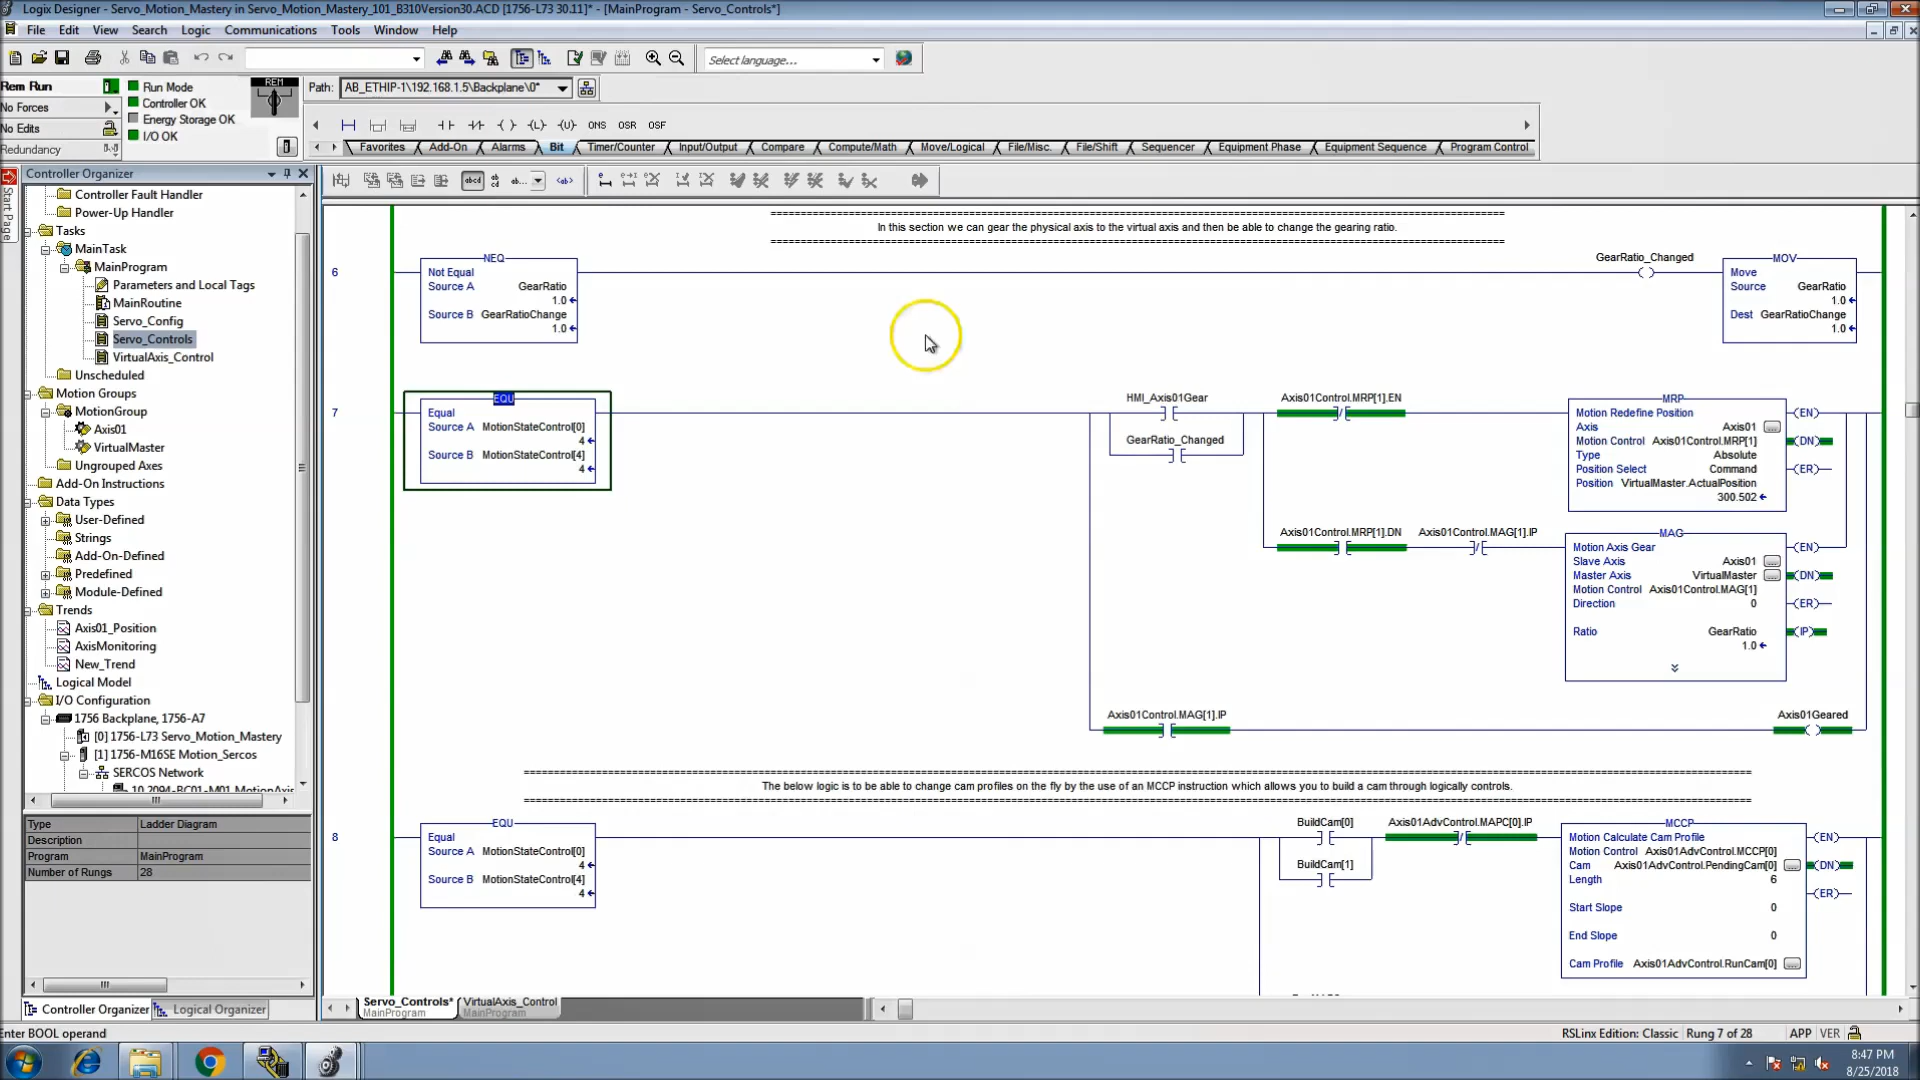 Logix Designer - Servo_Motion_Mastery in Servo_Motion_Mastery_101_B310Version30.ACD [1756-L73 30.11]* - [MainProgram - Servo_Controls*]
File Edit View Search Logic Communications Tools Window Help
Select language...
Rem Run
Run Mode
REM
Path: AB_ETHIP-1\192.168.1.5\Backplane\0*
No Forces
Controller OK
Energy Storage OK
No Edits
I/O OK
Redundancy
ONS OSR OSF
Favorites Add-On Alarms Bit Timer/Counter Input/Output Compare Compute/Math Move/Logical File/Misc. File/Shift Sequencer Equipment Phase Equipment Sequence Program Control
Start Page
Controller Organizer
Controller Fault Handler
Power-Up Handler
Tasks
MainTask
MainProgram
Parameters and Local Tags
MainRoutine
Servo_Config
Servo_Controls
VirtualAxis_Control
Unscheduled
Motion Groups
MotionGroup
Axis01
VirtualMaster
Ungrouped Axes
Add-On Instructions
Data Types
User-Defined
Strings
Add-On-Defined
Predefined
Module-Defined
Trends
Axis01_Position
AxisMonitoring
New_Trend
Logical Model
I/O Configuration
1756 Backplane, 1756-A7
[0] 1756-L73 Servo_Motion_Mastery
[1] 1756-M16SE Motion_Sercos
SERCOS Network
10 2094-BC01-M01 MotionAxis
Type Ladder Diagram
Description
Program MainProgram
Number of Rungs 28
Controller Organizer Logical Organizer
In this section we can gear the physical axis to the virtual axis and then be able to change the gearing ratio.
6
NEQ
Not Equal
Source A GearRatio
1.0
Source B GearRatioChange
1.0
GearRatio_Changed
MOV
Move
Source GearRatio
1.0
Dest GearRatioChange
1.0
7
EQU
Equal
Source A MotionStateControl[0]
4
Source B MotionStateControl[4]
4
HMI_Axis01Gear
GearRatio_Changed
Axis01Control.MRP[1].EN
MRP
Motion Redefine Position
Axis Axis01
Motion Control Axis01Control.MRP[1]
Type Absolute
Position Select Command
Position VirtualMaster.ActualPosition
300.502
EN
DN
ER
Axis01Control.MRP[1].DN
Axis01Control.MAG[1].IP
MAG
Motion Axis Gear
Slave Axis Axis01
Master Axis VirtualMaster
Motion Control Axis01Control.MAG[1]
Direction 0
Ratio GearRatio
1.0
EN
DN
ER
IP
Axis01Control.MAG[1].IP
Axis01Geared
The below logic is to be able to change cam profiles on the fly by the use of an MCCP instruction which allows you to build a cam through logically controls.
8
EQU
Equal
Source A MotionStateControl[0]
4
Source B MotionStateControl[4]
4
BuildCam[0]
BuildCam[1]
Axis01AdvControl.MAPC[0].IP
MCCP
Motion Calculate Cam Profile
Motion Control Axis01AdvControl.MCCP[0]
Cam Axis01AdvControl.PendingCam[0]
Length 6
Start Slope 0
End Slope 0
Cam Profile Axis01AdvControl.RunCam[0]
EN
DN
ER
Servo_Controls*
MainProgram
VirtualAxis_Control
MainProgram
Enter BOOL operand
RSLinx Edition: Classic Rung 7 of 28 APP VER
8:47 PM
8/25/2018